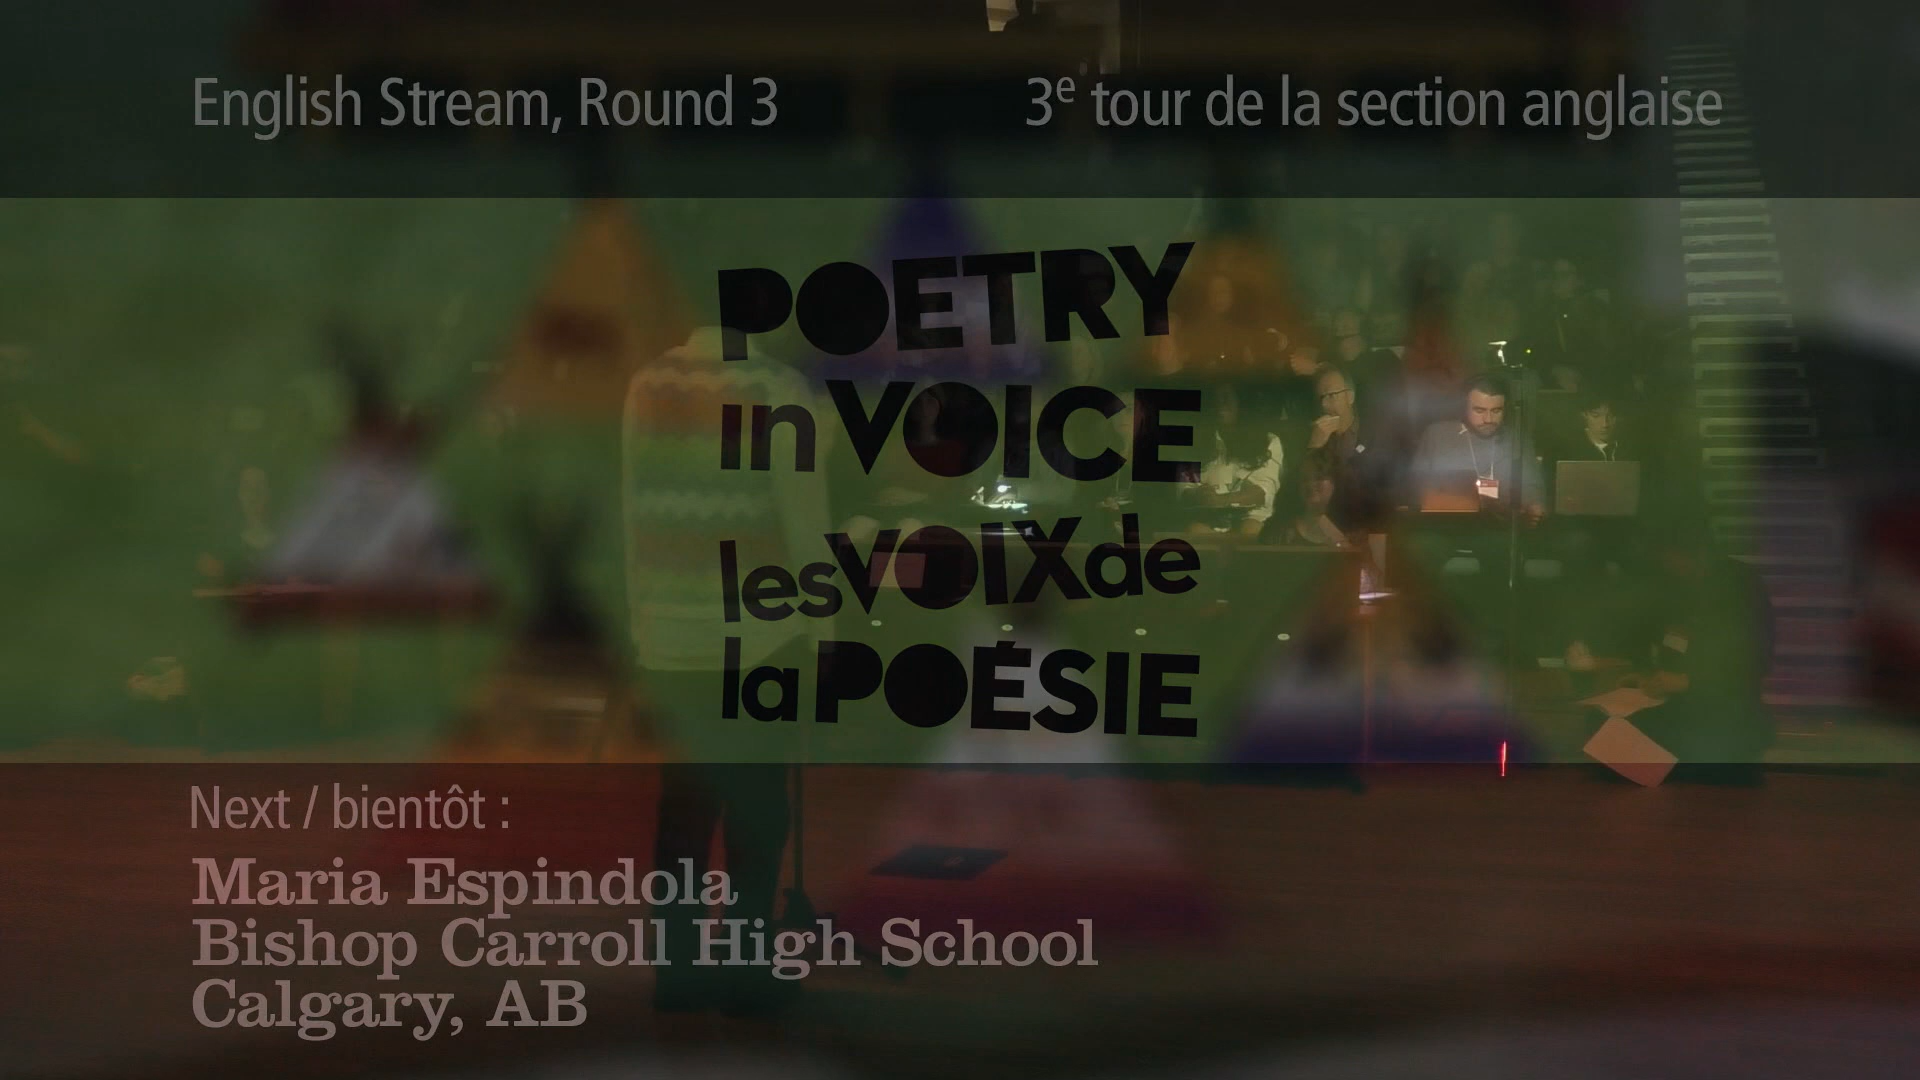 English Stream, Round 3
3e tour de la section anglaise
POETRY
in VOICE
les VOIX de
la POÉSIE
Next / bientôt :
Maria Espindola
Bishop Carroll High School
Calgary, AB